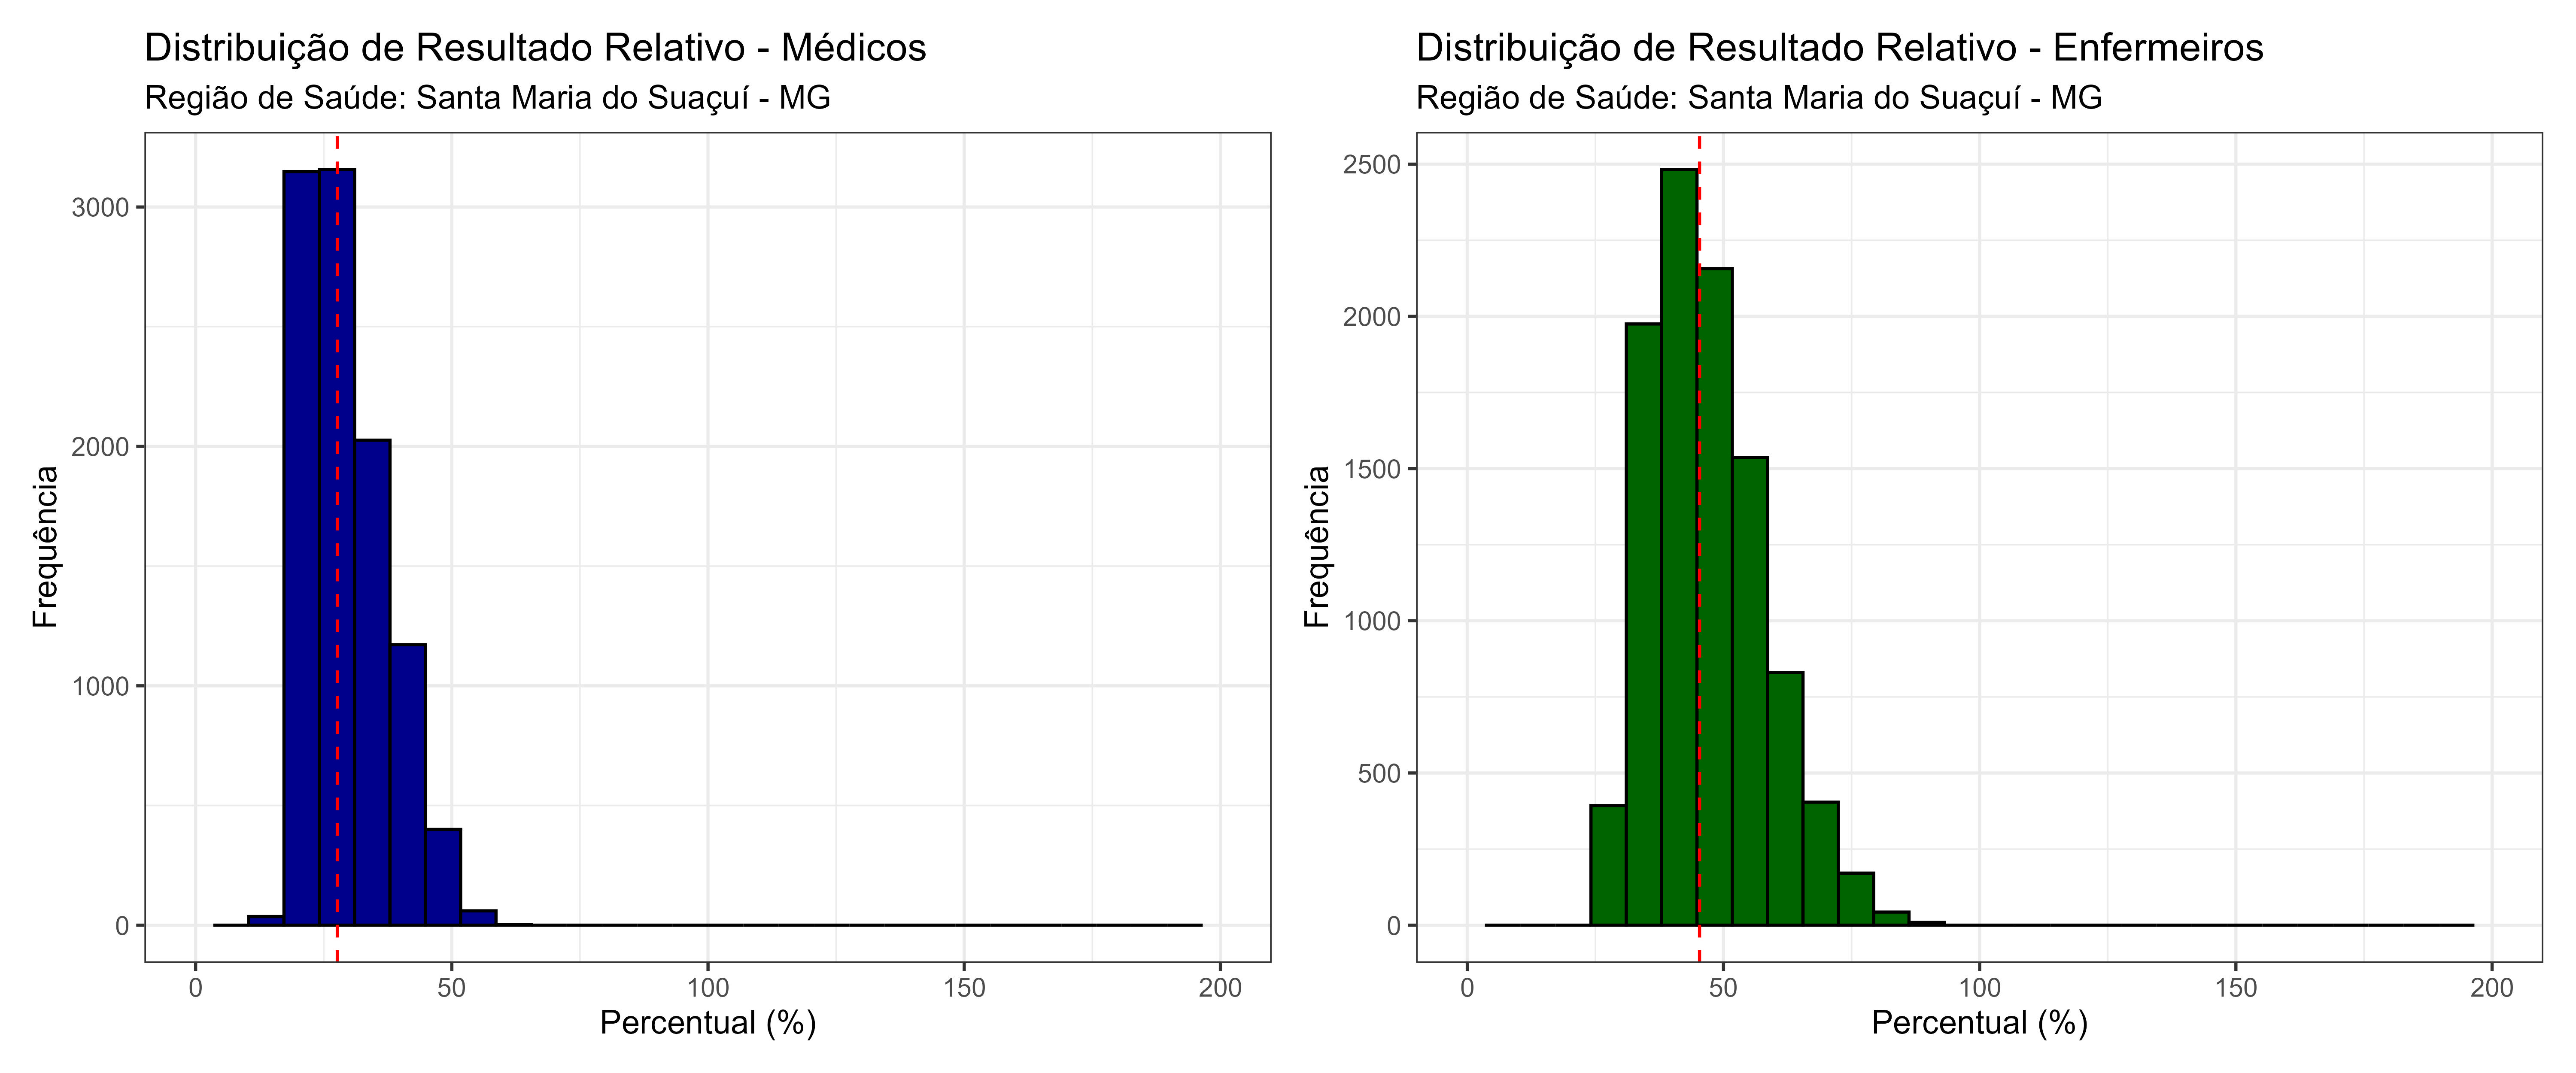 Distribuição de Resultado Relativo - Médicos
Região de Saúde: Santa Maria do Suaçuí - MG
Frequência
3000
2000
1000
0
0 50 100 150 200
Percentual (%)
Distribuição de Resultado Relativo - Enfermeiros
Região de Saúde: Santa Maria do Suaçuí - MG
Frequência
2500
2000
1500
1000
500
0
0 50 100 150 200
Percentual (%)